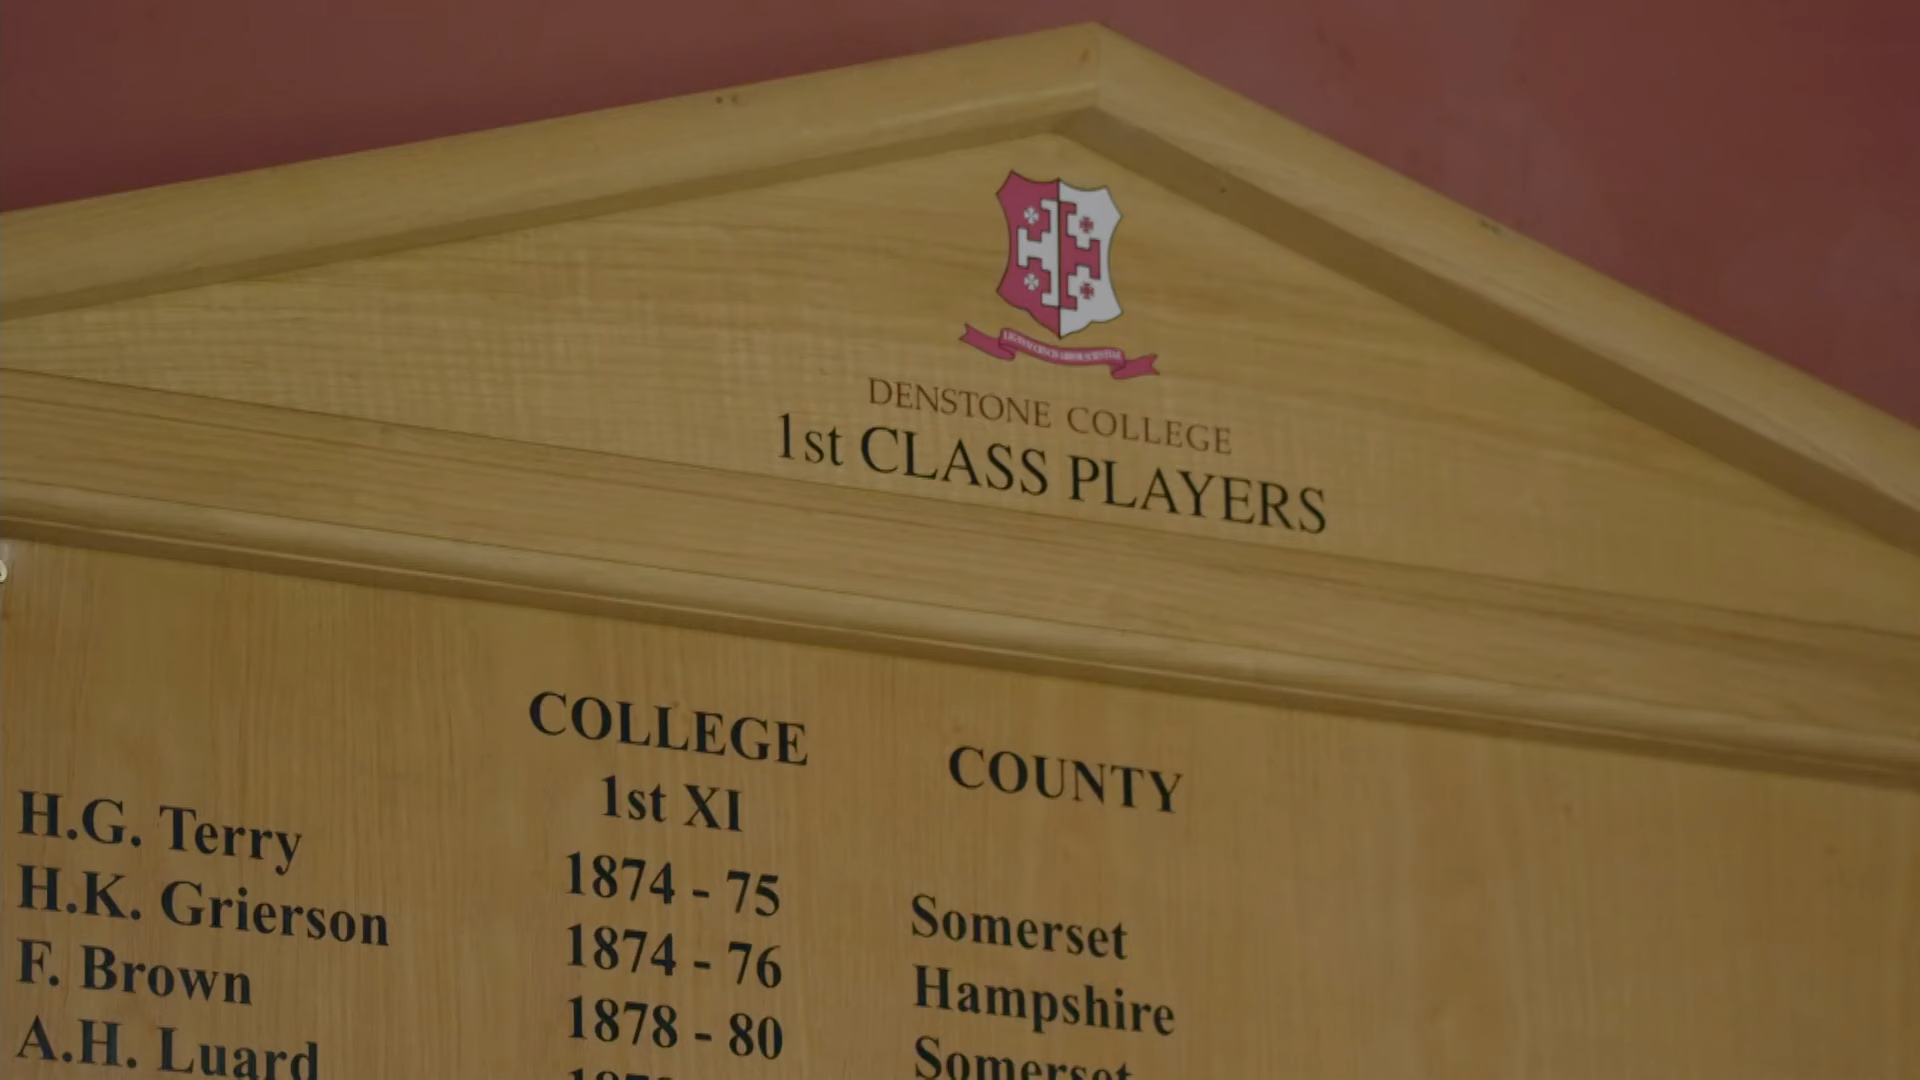 DENSTONE COLLEGE
1st CLASS PLAYERS
COLLEGE COUNTY
1st XI
H.G. Terry 1874 - 75 Somerset
H.K. Grierson 1874 - 76 Hampshire
F. Brown 1878 - 80 Somerset
A.H. Luard